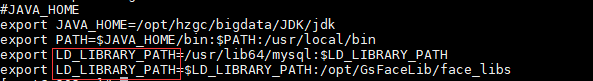 #JAVA_HOME
export JAVA_HOME=/opt/hzgc/bigdata/JDK/jdk
export PATH=$JAVA_HOME/bin:$PATH:/usr/local/bin
export LD_LIBRARY_PATH=/usr/lib64/mysql:$LD_LIBRARY_PATH
export LD_LIBRARY_PATH=$LD_LIBRARY_PATH:/opt/GsFaceLib/face_libs